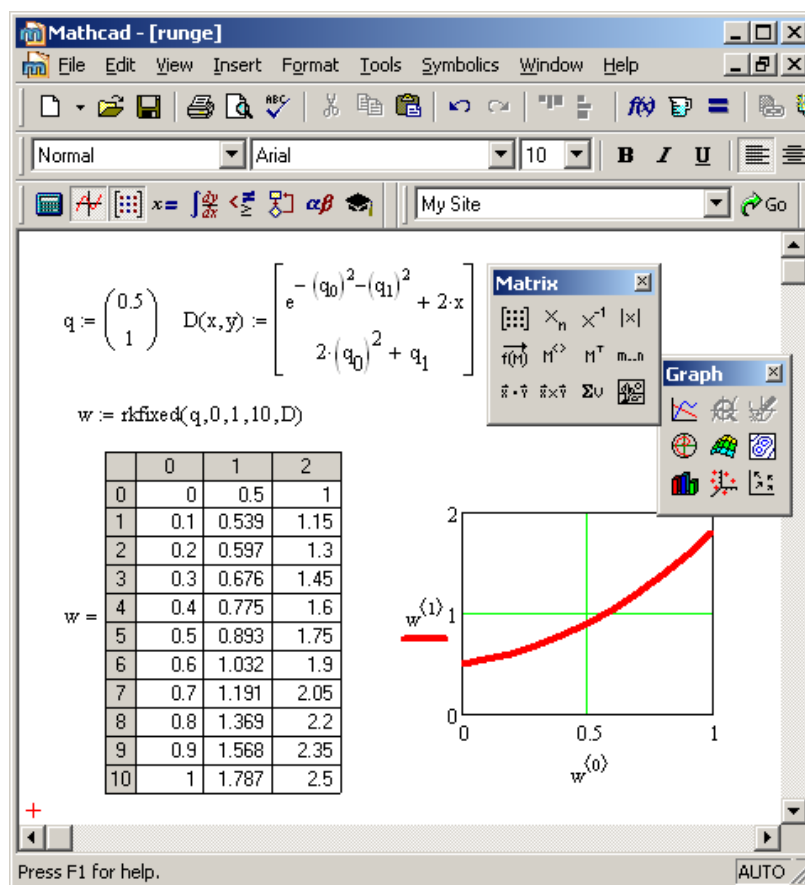 Mathcad - [runge]
File Edit View Insert Format Tools Symbolics Window Help
Normal Arial 10 B I U
My Site Go
q := (0.5 1) D(x,y) := [e^(-(q₀)²-(q₁)²) + 2·x 2·(q₀)² + q₁]
w := rkfixed(q,0,1,10,D)
Matrix
Graph
w =
0 1 2
0 0 0.5 1
1 0.1 0.539 1.15
2 0.2 0.597 1.3
3 0.3 0.676 1.45
4 0.4 0.775 1.6
5 0.5 0.893 1.75
6 0.6 1.032 1.9
7 0.7 1.191 2.05
8 0.8 1.369 2.2
9 0.9 1.568 2.35
10 1 1.787 2.5
2
w⟨1⟩ 1
0
0 0.5 1
w⟨0⟩
Press F1 for help. AUTO